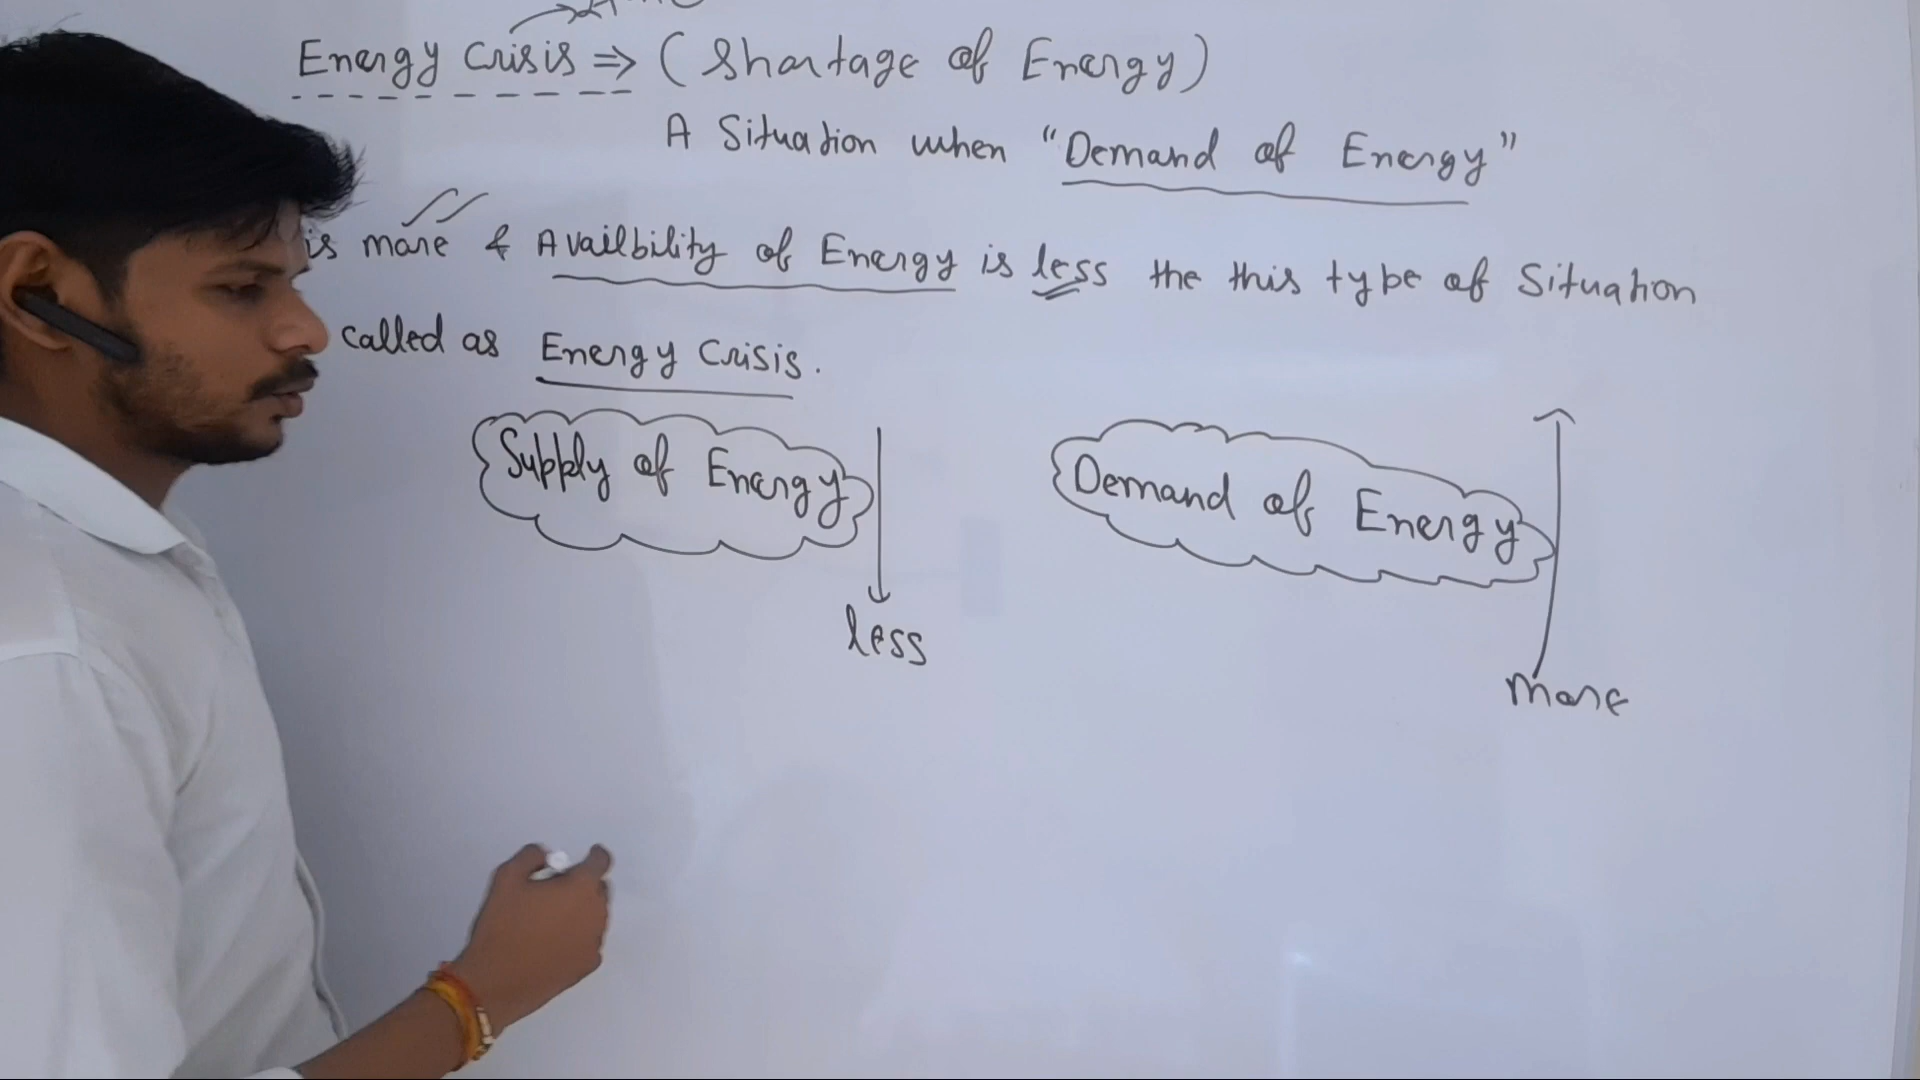 Energy Crisis ⇒ (Shortage of Energy)
A Situation when "Demand of Energy"
is more & Availbility of Energy is less the this type of Situation
called as Energy Crisis.
Supply of Energy
Demand of Energy
less
more